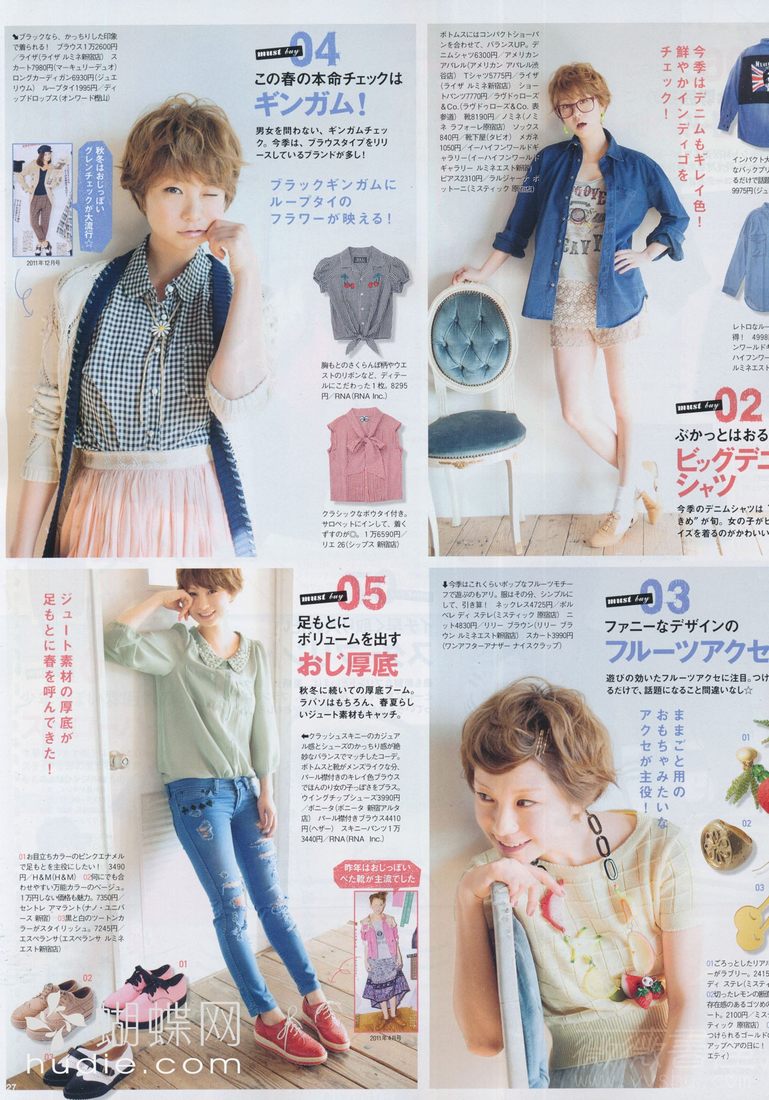 ⬊ブラックなら、かっちりした印象
で着られる! ブラウス1万2600円
/ライザ(ライザ ルミネ新宿店) ス
カート7980円(マーキュリーデュオ)
ロングカーディガン6930円(ジュエ
リウム) ループタイ1995円/ディ
ップドロップス(オンワード樫山)
must buy 04
この春の本命チェックは
ギンガム!
男女を問わない、ギンガムチェッ
ク。今季は、ブラウスタイプをリリ
ースしているブランドが多し!
秋冬はおじっぽい
グレンチェックが大流行☆
2011年12月号
ブラックギンガムに
ループタイの
フラワーが映える!
胸もとのさくらんぼ柄やウエ
ストのリボンなど、ディテ
ールにこだわった1枚。8295
円/RNA(RNA Inc.)
クラシックなボウタイ付き。
サロペットにインして、着く
ずすのが◎。1万6590円/リ
エ26(シップス 新宿店)
ボトムスにはコンパクトショーパ
ンを合わせて、バランスUP。デ
ニムシャツ6300円/アメリカン
アパレル(アメリカン アパレル渋
谷店) Tシャツ5775円/ライザ
(ライザ ルミネ新宿店) ショー
トパンツ7770円/ラヴドゥローズ
&Co.(ラヴドゥローズ&Co. 表
参道) 靴8190円/ノミネ(ノミ
ネ ラフォーレ原宿店) ソックス
840円/靴下屋(タビオ) メガネ
1050円/イーハイフンワールド
ギャラリー(イーハイフンワールド
ギャラリー ルミネエスト新宿店)
ピアス2310円/ラルジャーナ ポ
ットーニ(ミスティック 原宿店)
今季はデニムもキレイ色!
鮮やかインディゴを
チェック!
インパクト大
なバックプリ
るだけで話題
9975円(ジュ
レトロなルー
得! 4998円
ンワールドギ
ハイフンワー
ルミネエスト
must buy 02
ぶかっとはおる
ビッグデニ
シャツ
今季のデニムシャツは“
きめ”が旬。女の子がビ
イズを着るのがかわいい
ジュート素材の厚底が
足もとに春を呼んできた!
must buy 05
足もとに
ボリュームを出す
おじ厚底
秋冬に続いての厚底ブーム。
ラバソはもちろん、春夏らし
いジュート素材もキャッチ。
⬅クラッシュスキニーのカジュア
ル感とシューズのかっちり感が絶
妙なバランスでマッチしたコーデ。
ボトムスと靴がメンズライクな分、
パール襟付きのキレイ色ブラウス
でほんのり女の子っぽさをプラス。
ウイングチップシューズ3990円
/ボニータ(ボニータ 新宿アルタ
店) パール襟付きブラウス4410
円(ヘザー) スキニーパンツ1万
3440円/RNA(RNA Inc.)
昨年はおじっぽい
ぺた靴が主流でした
2011年4月号
01お目立ちカラーのピンクエナメル
で足もとを主役にしたい! 3490
円/H&M(H&M) 02何にでも合
わせやすい万能カラーのベージュ。
1万円しない価格も魅力。7350円/
セントレ アマラント(ナノ・ユニバ
ース 新宿) 03黒と白のツートンカ
ラーがスタイリッシュ。7245円/
エスペランサ(エスペランサ ルミネ
エスト新宿店)
02
01
03
27
⬇今季はこれくらいポップなフルーツモチー
フで遊ぶのもアリ。服はその分、シンプルに
して、引き算! ネックレス4725円/ボル
ベレ ディ ステレ(ミスティック 原宿店) ニ
ット4830円/リリー ブラウン(リリー ブラ
ウン ルミネエスト新宿店) スカート3990円
(ワンアフターアナザー ナイスクラップ)
must buy 03
ファニーなデザインの
フルーツアクセ
遊びの効いたフルーツアクセに注目。つけ
るだけで、話題になること間違いなし☆
ままごと用の
おもちゃみたいな
アクセが主役!
01
02
03
01ごろっとしたリアル
ーがラブリー。2415
ディ ステレ(ミステ
02切ったレモンの断面
存在感のあるゴツめの
ート。2100円/ミス
スティック 原宿店)
つけられるゴールドに
アップヘアの日に!
エティ)
蝴蝶网
hudie.com